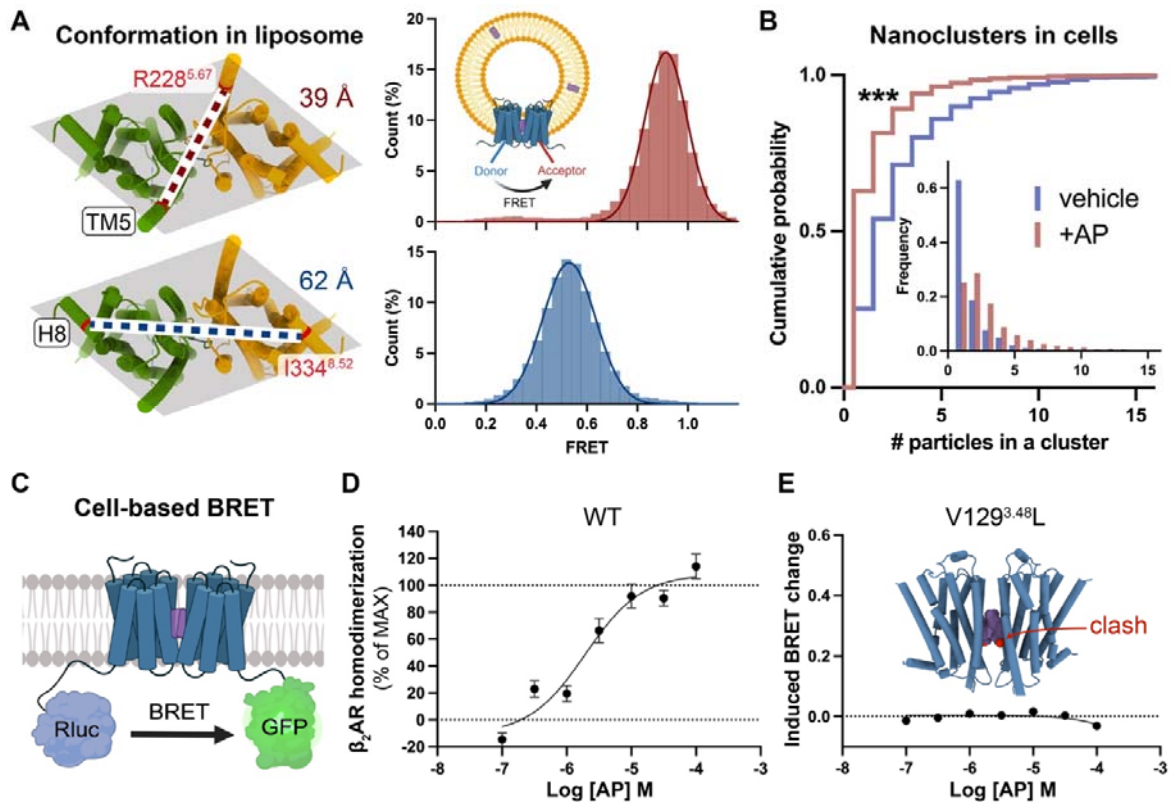 A
Conformation in liposome
R228^5.67
39 Å
TM5
62 Å
H8
I334^8.52
Count (%)
20
15
10
5
0
Donor
Acceptor
FRET
Count (%)
15
10
5
0
0.0 0.2 0.4 0.6 0.8 1.0
FRET
B
Nanoclusters in cells
***
Cumulative probability
1.0
0.5
0.0
vehicle
+AP
Frequency
0.6
0.4
0.2
0.0
5 10 15
0 5 10 15
# particles in a cluster
C
Cell-based BRET
Rluc
BRET
GFP
D
WT
β₂AR homodimerization
(% of MAX)
140
120
100
80
60
40
20
0
-20
-8 -7 -6 -5 -4 -3
Log [AP] M
E
V129^3.48L
clash
Induced BRET change
0.6
0.4
0.2
0.0
-8 -7 -6 -5 -4 -3
Log [AP] M